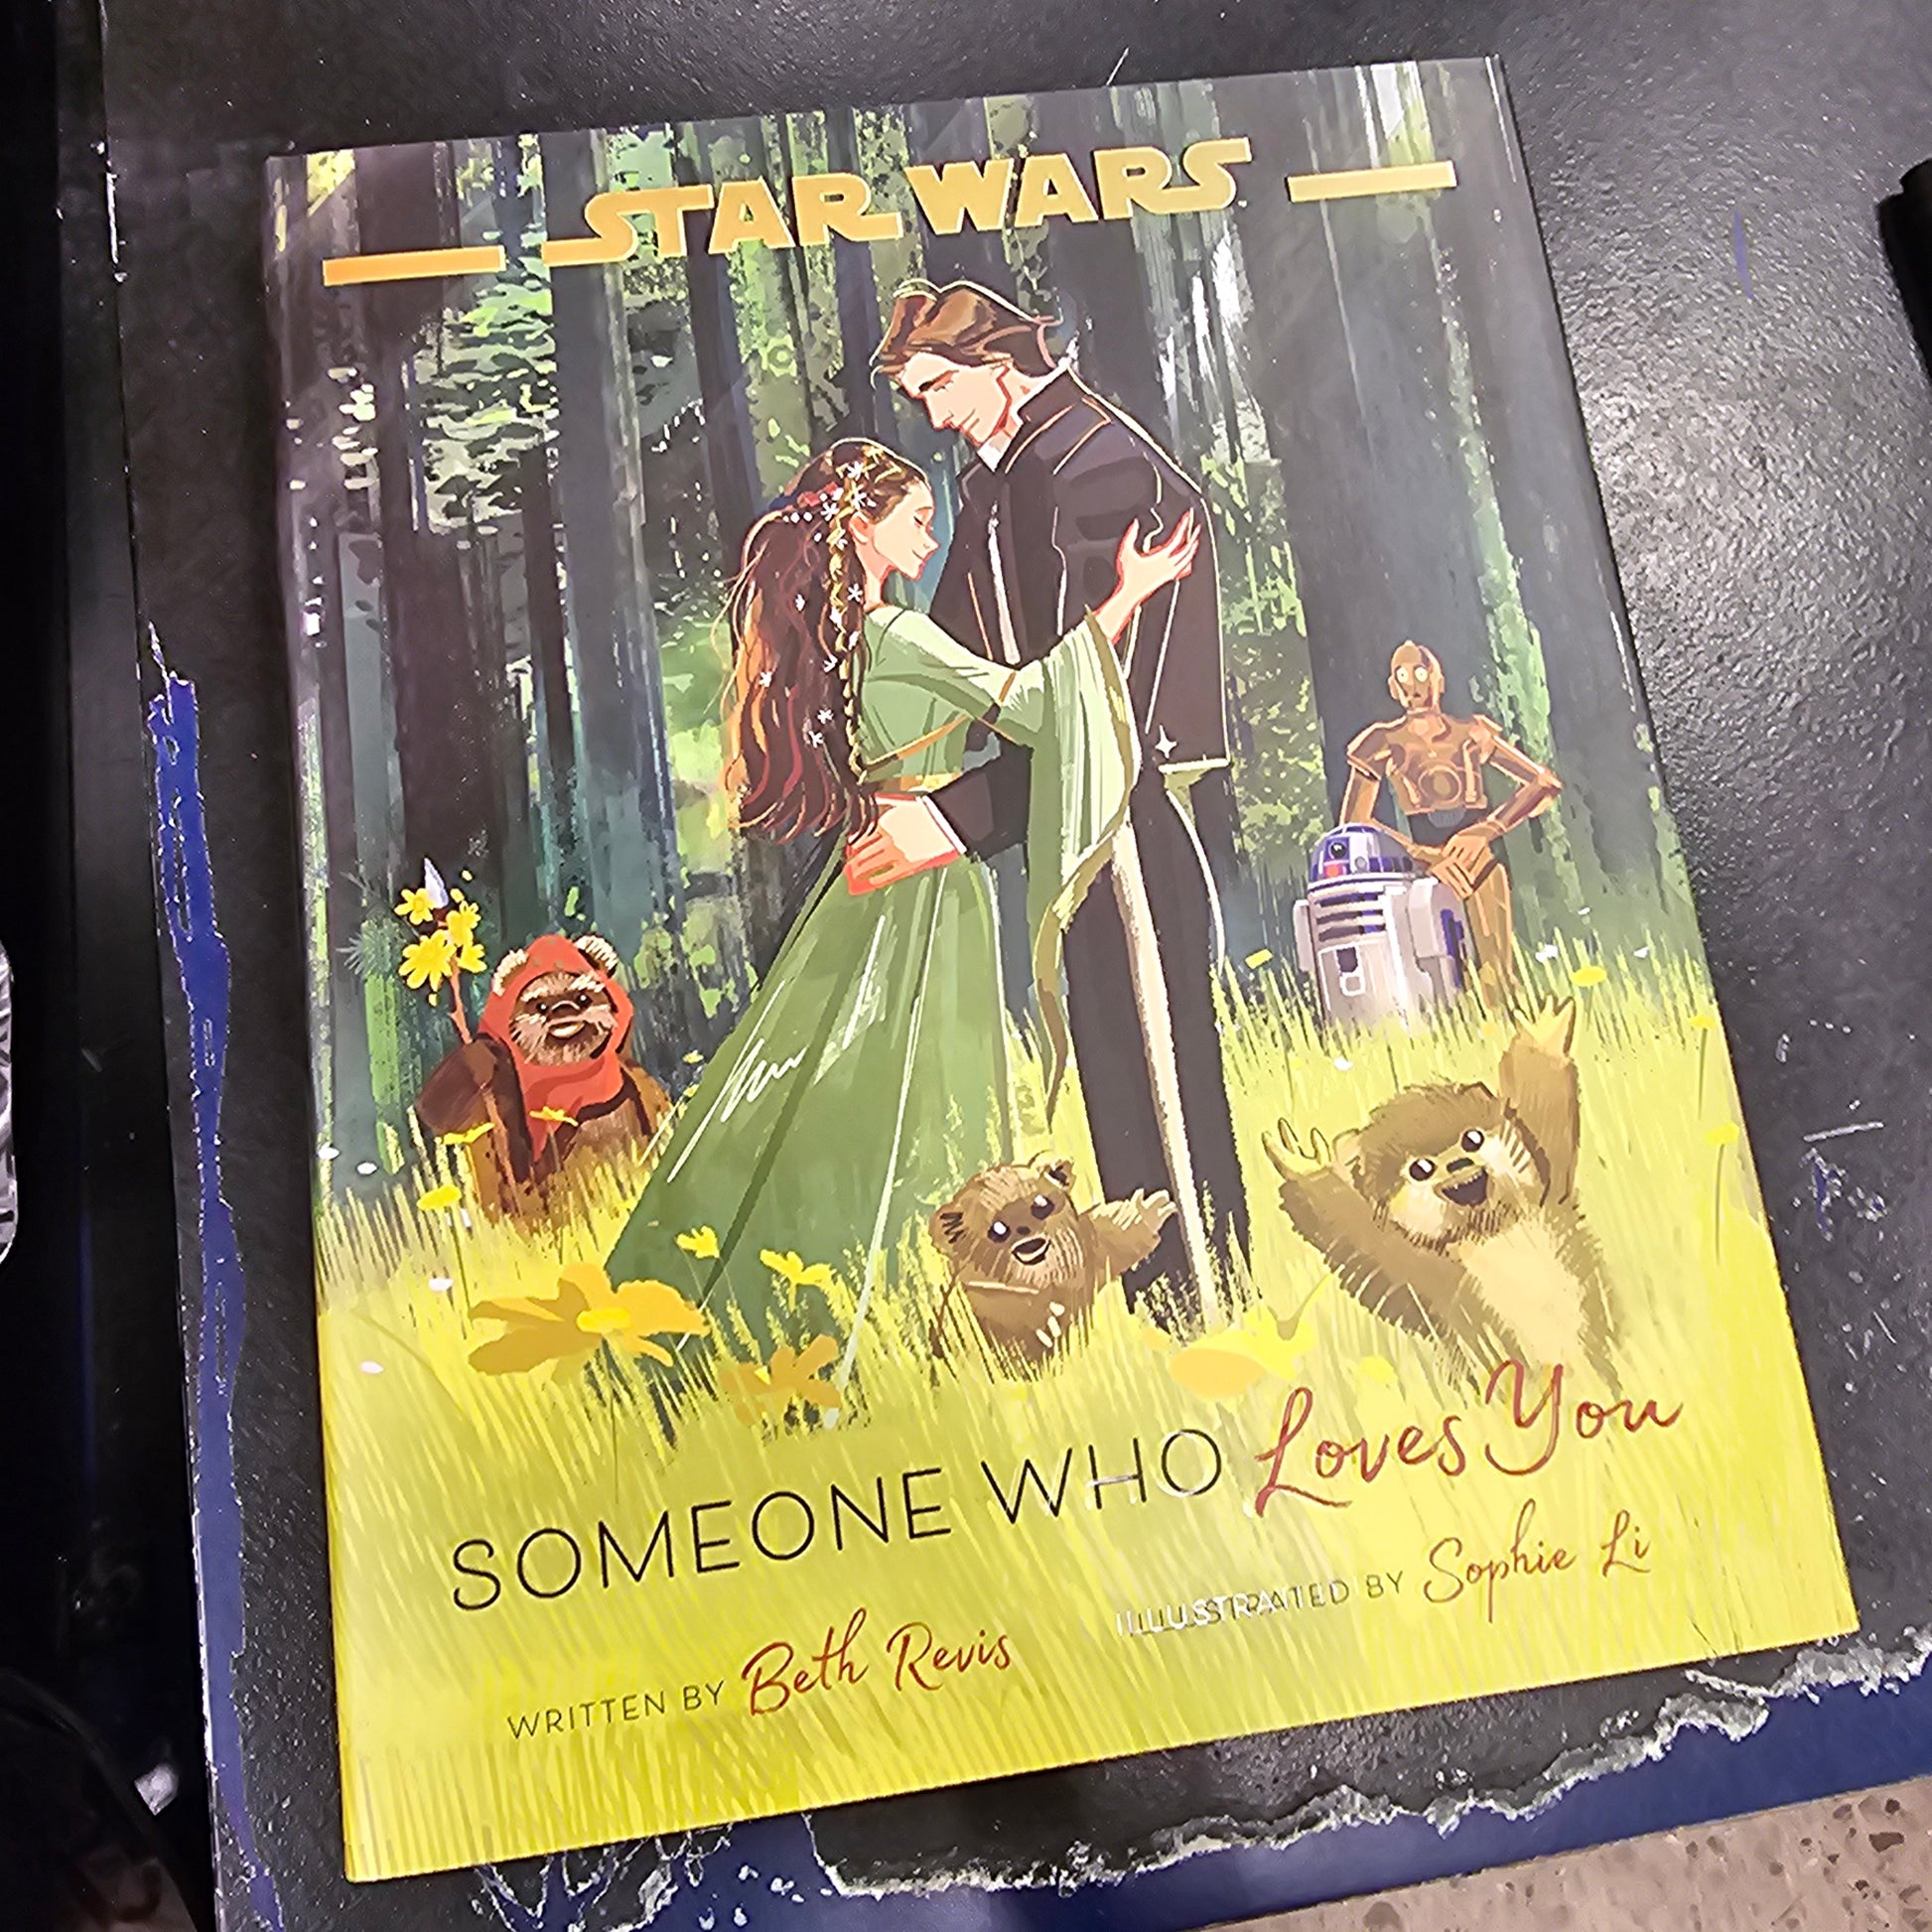 STAR WARS
SOMEONE WHO Loves You
WRITTEN BY Beth Revis
ILLUSTRATED BY Sophie Li